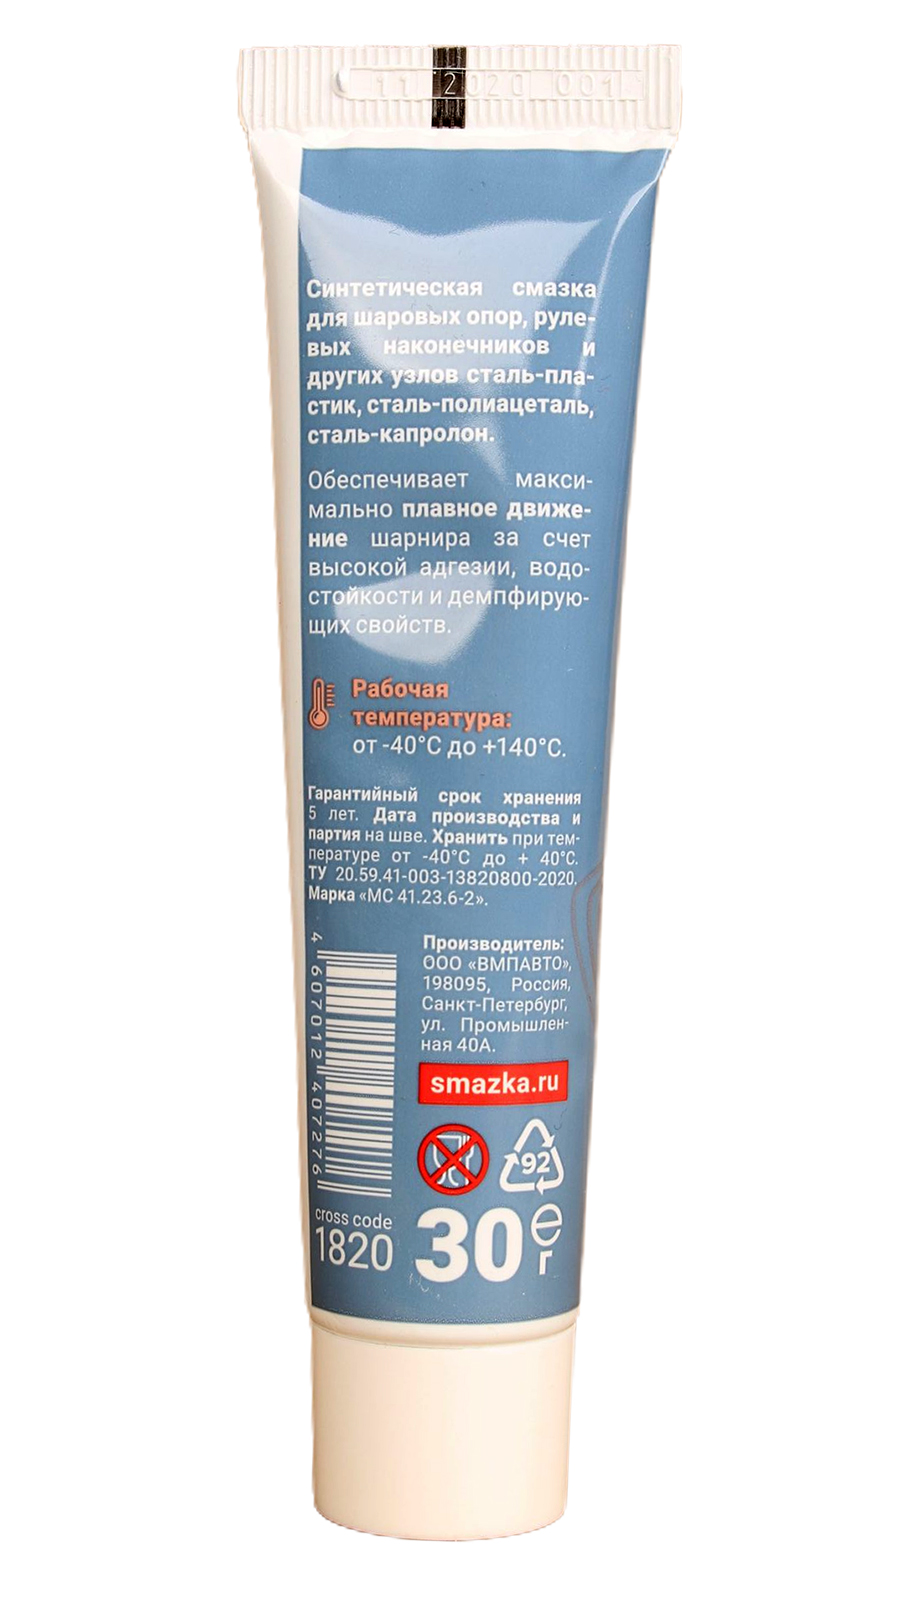 11 2020 001
Синтетическая смазка
для шаровых опор, руле-
вых наконечников и
других узлов сталь-пла-
стик, сталь-полиацеталь,
сталь-капролон.
Обеспечивает макси-
мально плавное движе-
ние шарнира за счет
высокой адгезии, водо-
стойкости и демпфирую-
щих свойств.
Рабочая
температура:
от -40°С до +140°С.
Гарантийный срок хранения
5 лет. Дата производства и
партия на шве. Хранить при тем-
пературе от -40°С до + 40°С.
ТУ 20.59.41-003-13820800-2020.
Марка «МС 41.23.6-2».
4 607012 407276
Производитель:
ООО «ВМПАВТО»,
198095, Россия,
Санкт-Петербург,
ул. Промышлен-
ная 40А.
smazka.ru
92
cross code
1820
30 г
℮